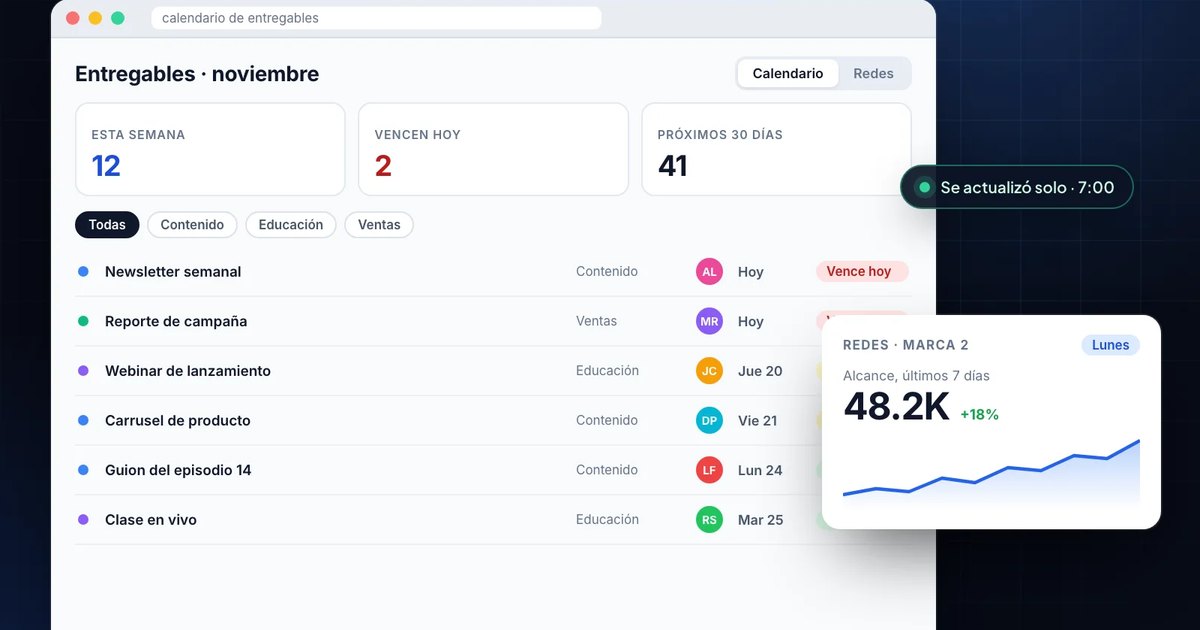 calendario de entregables
Entregables · noviembre
Calendario
Redes
ESTA SEMANA
12
VENCEN HOY
2
PRÓXIMOS 30 DÍAS
41
Se actualizó solo · 7:00
Todas
Contenido
Educación
Ventas
Newsletter semanal Contenido AL Hoy Vence hoy
Reporte de campaña Ventas MR Hoy
Webinar de lanzamiento Educación JC Jue 20
Carrusel de producto Contenido DP Vie 21
Guion del episodio 14 Contenido LF Lun 24
Clase en vivo Educación RS Mar 25
REDES · MARCA 2
Lunes
Alcance, últimos 7 días
48.2K +18%